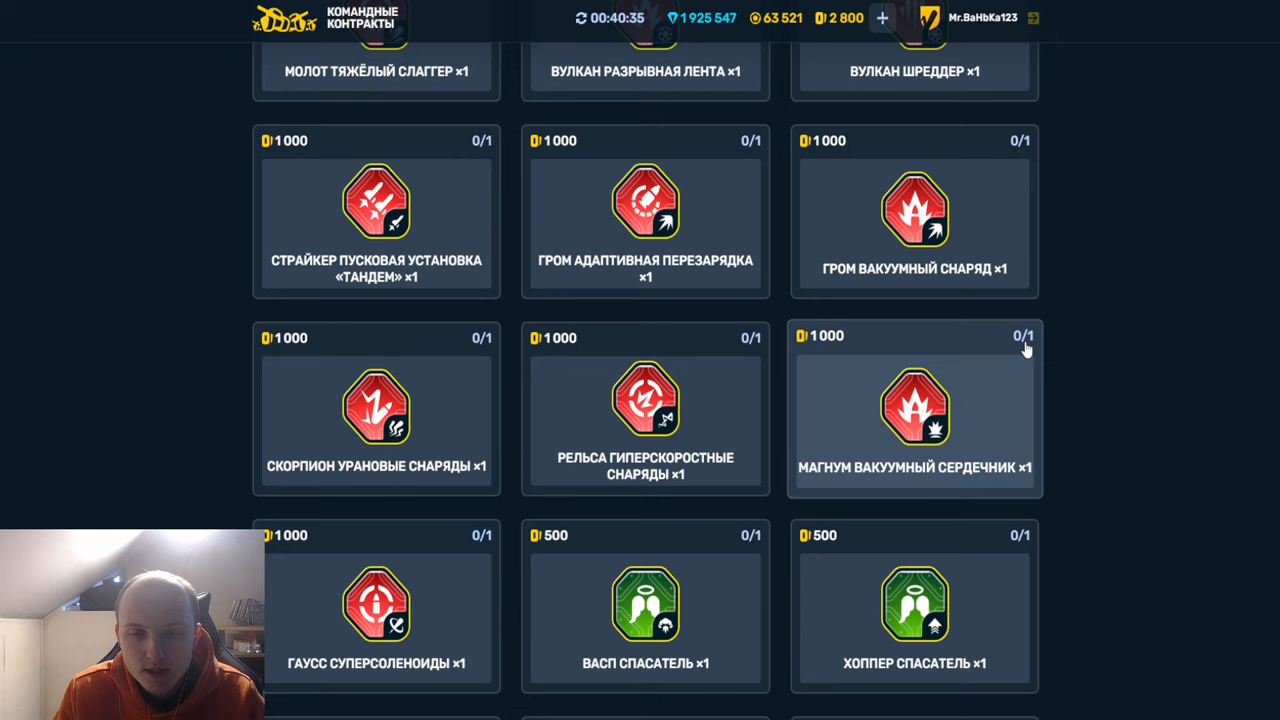 КОМАНДНЫЕ
КОНТРАКТЫ
00:40:35
1 925 547
63 521
2 800
+
Mr.BaHbKa123
МОЛОТ ТЯЖЁЛЫЙ СЛАГГЕР ×1
ВУЛКАН РАЗРЫВНАЯ ЛЕНТА ×1
ВУЛКАН ШРЕДДЕР ×1
1 000 0/1
1 000 0/1
1 000 0/1
СТРАЙКЕР ПУСКОВАЯ УСТАНОВКА
«ТАНДЕМ» ×1
ГРОМ АДАПТИВНАЯ ПЕРЕЗАРЯДКА
×1
ГРОМ ВАКУУМНЫЙ СНАРЯД ×1
1 000 0/1
1 000 0/1
1 000 0/1
СКОРПИОН УРАНОВЫЕ СНАРЯДЫ ×1
РЕЛЬСА ГИПЕРСКОРОСТНЫЕ
СНАРЯДЫ ×1
МАГНУМ ВАКУУМНЫЙ СЕРДЕЧНИК ×1
1 000 0/1
500 0/1
500 0/1
ГАУСС СУПЕРСОЛЕНОИДЫ ×1
ВАСП СПАСАТЕЛЬ ×1
ХОППЕР СПАСАТЕЛЬ ×1